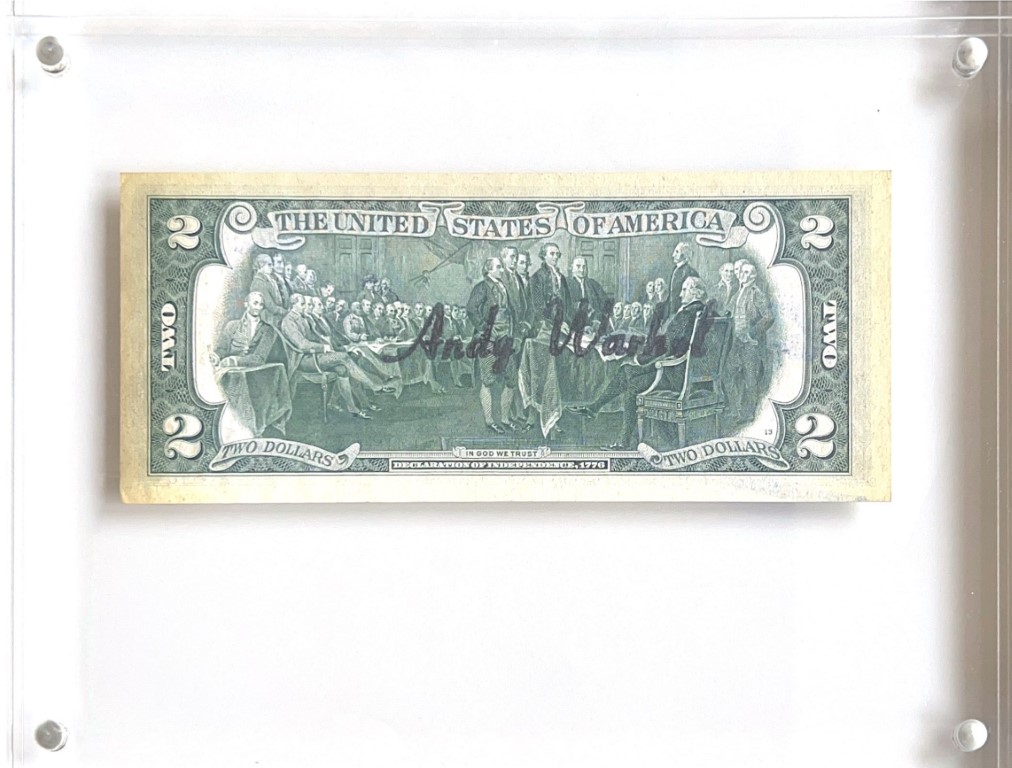 2 THE UNITED STATES OF AMERICA 2
TWO Andy Warhol TWO
13
2 TWO DOLLARS IN GOD WE TRUST TWO DOLLARS 2
DECLARATION OF INDEPENDENCE, 1776